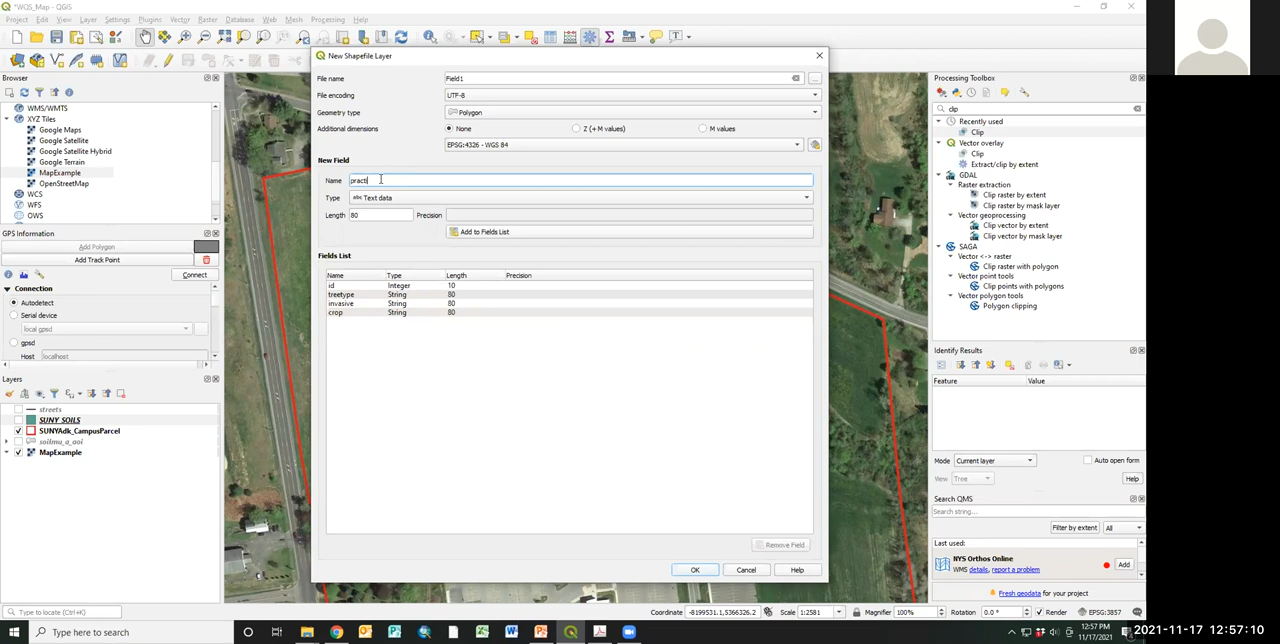 *WQS_Map - QGIS
Project Edit View Layer Settings Plugins Vector Raster Database Web Mesh Processing Help
Browser
WMS/WMTS
XYZ Tiles
Google Maps
Google Satellite
Google Satellite Hybrid
Google Terrain
MapExample
OpenStreetMap
WCS
WFS
OWS
GPS Information
Add Polygon
Add Track Point
Connect
Connection
Autodetect
Serial device
local gpsd
gpsd
Host localhost
Layers
streets
SUNY SOILS
SUNYAdk_CampusParcel
soilmu_a_aoi
MapExample
New Shapefile Layer
File name Field1 ...
File encoding UTF-8
Geometry type Polygon
Additional dimensions None Z (+ M values) M values
EPSG:4326 - WGS 84
New Field
Name practi
Type abc Text data
Length 80 Precision
Add to Fields List
Fields List
Name Type Length Precision
id Integer 10
treetype String 80
invasive String 80
crop String 80
Remove Field
OK Cancel Help
Processing Toolbox
clip
Recently used
Clip
Vector overlay
Clip
Extract/clip by extent
GDAL
Raster extraction
Clip raster by extent
Clip raster by mask layer
Vector geoprocessing
Clip vector by extent
Clip vector by mask layer
SAGA
Vector <-> raster
Clip raster with polygon
Vector point tools
Clip points with polygons
Vector polygon tools
Polygon clipping
Identify Results
Feature Value
Mode Current layer Auto open form
View Tree Help
Search QMS
Search string...
Filter by extent All
Last used:
NYS Orthos Online
WMS details, report a problem
Add
Fresh geodata for your project
Type to locate (Ctrl+K)
Coordinate -8199531.1,5366326.2 Scale 1:2581 Magnifier 100% Rotation 0.0 ° Render EPSG:3857
Type here to search
12:57 PM
11/17/2021
2021-11-17 12:57:10